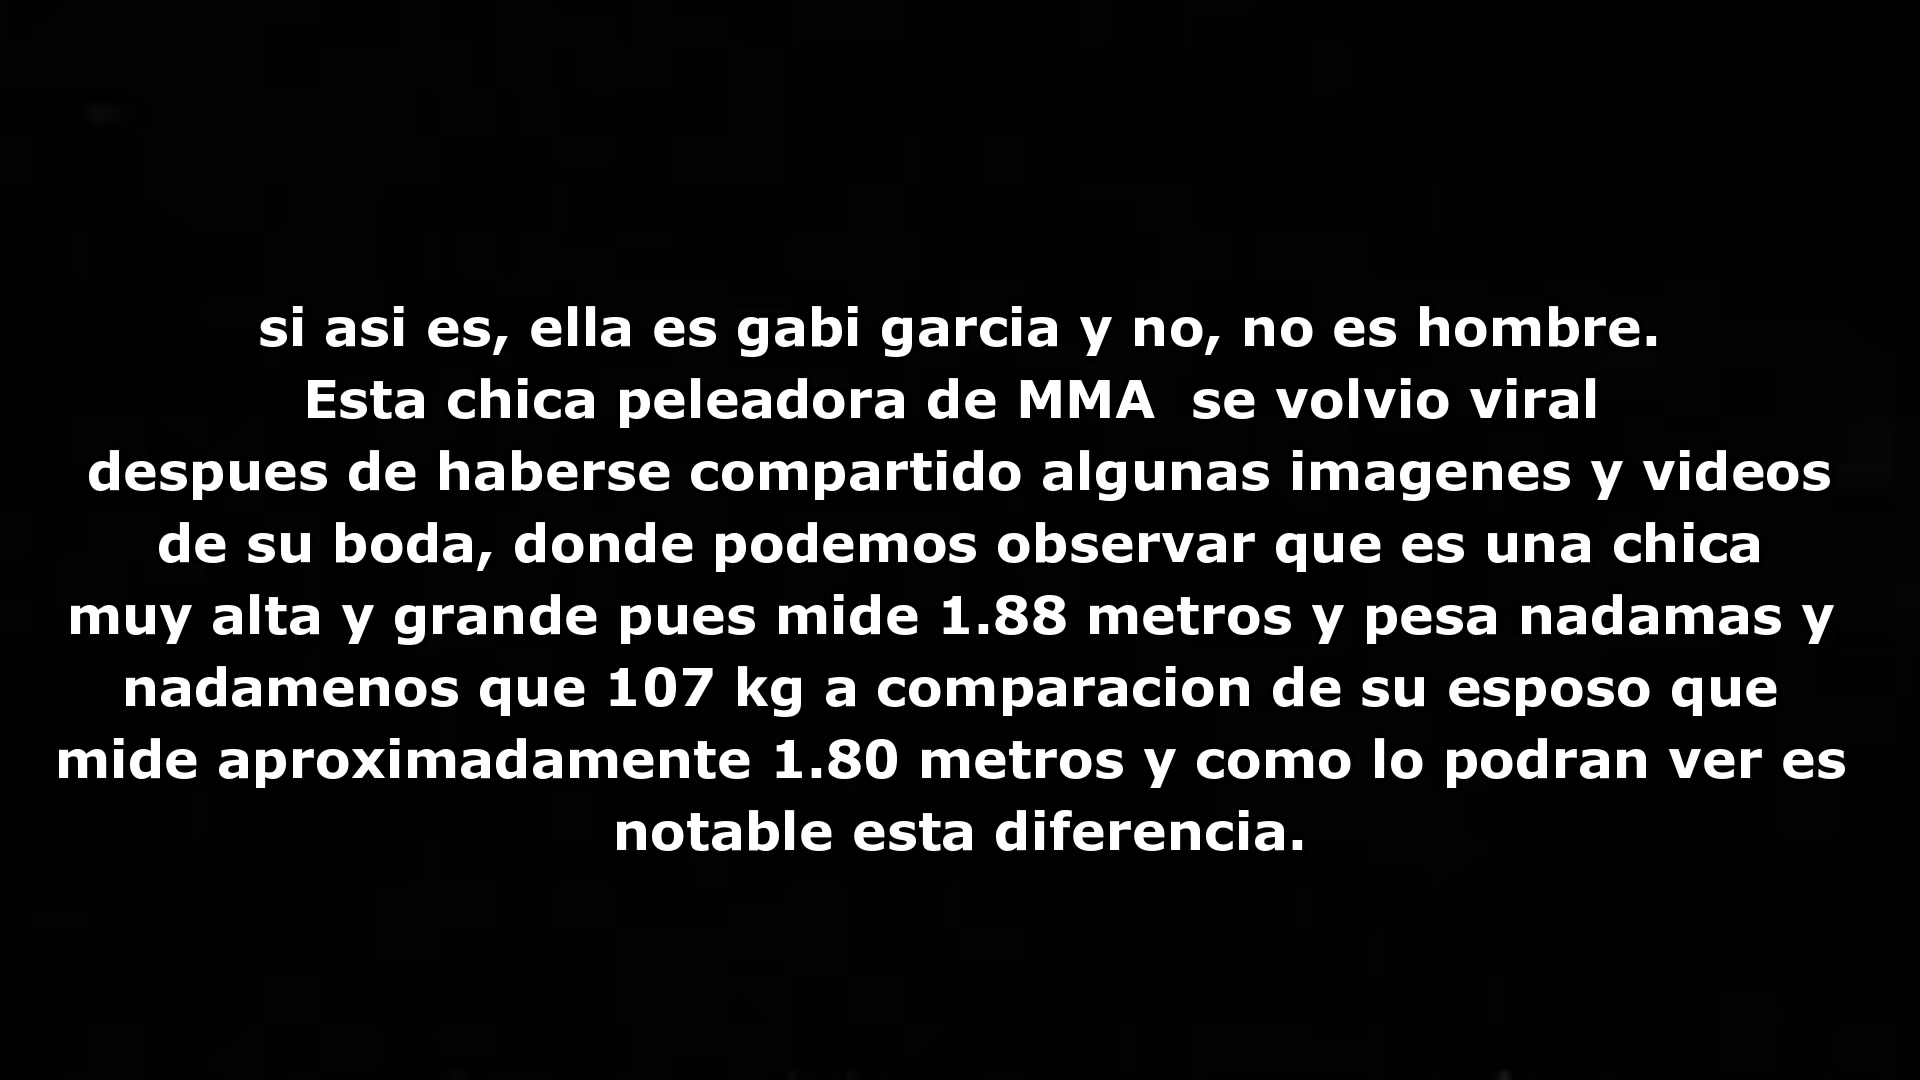 si asi es, ella es gabi garcia y no, no es hombre.
Esta chica peleadora de MMA  se volvio viral
despues de haberse compartido algunas imagenes y videos
de su boda, donde podemos observar que es una chica
muy alta y grande pues mide 1.88 metros y pesa nadamas y
nadamenos que 107 kg a comparacion de su esposo que
mide aproximadamente 1.80 metros y como lo podran ver es
notable esta diferencia.